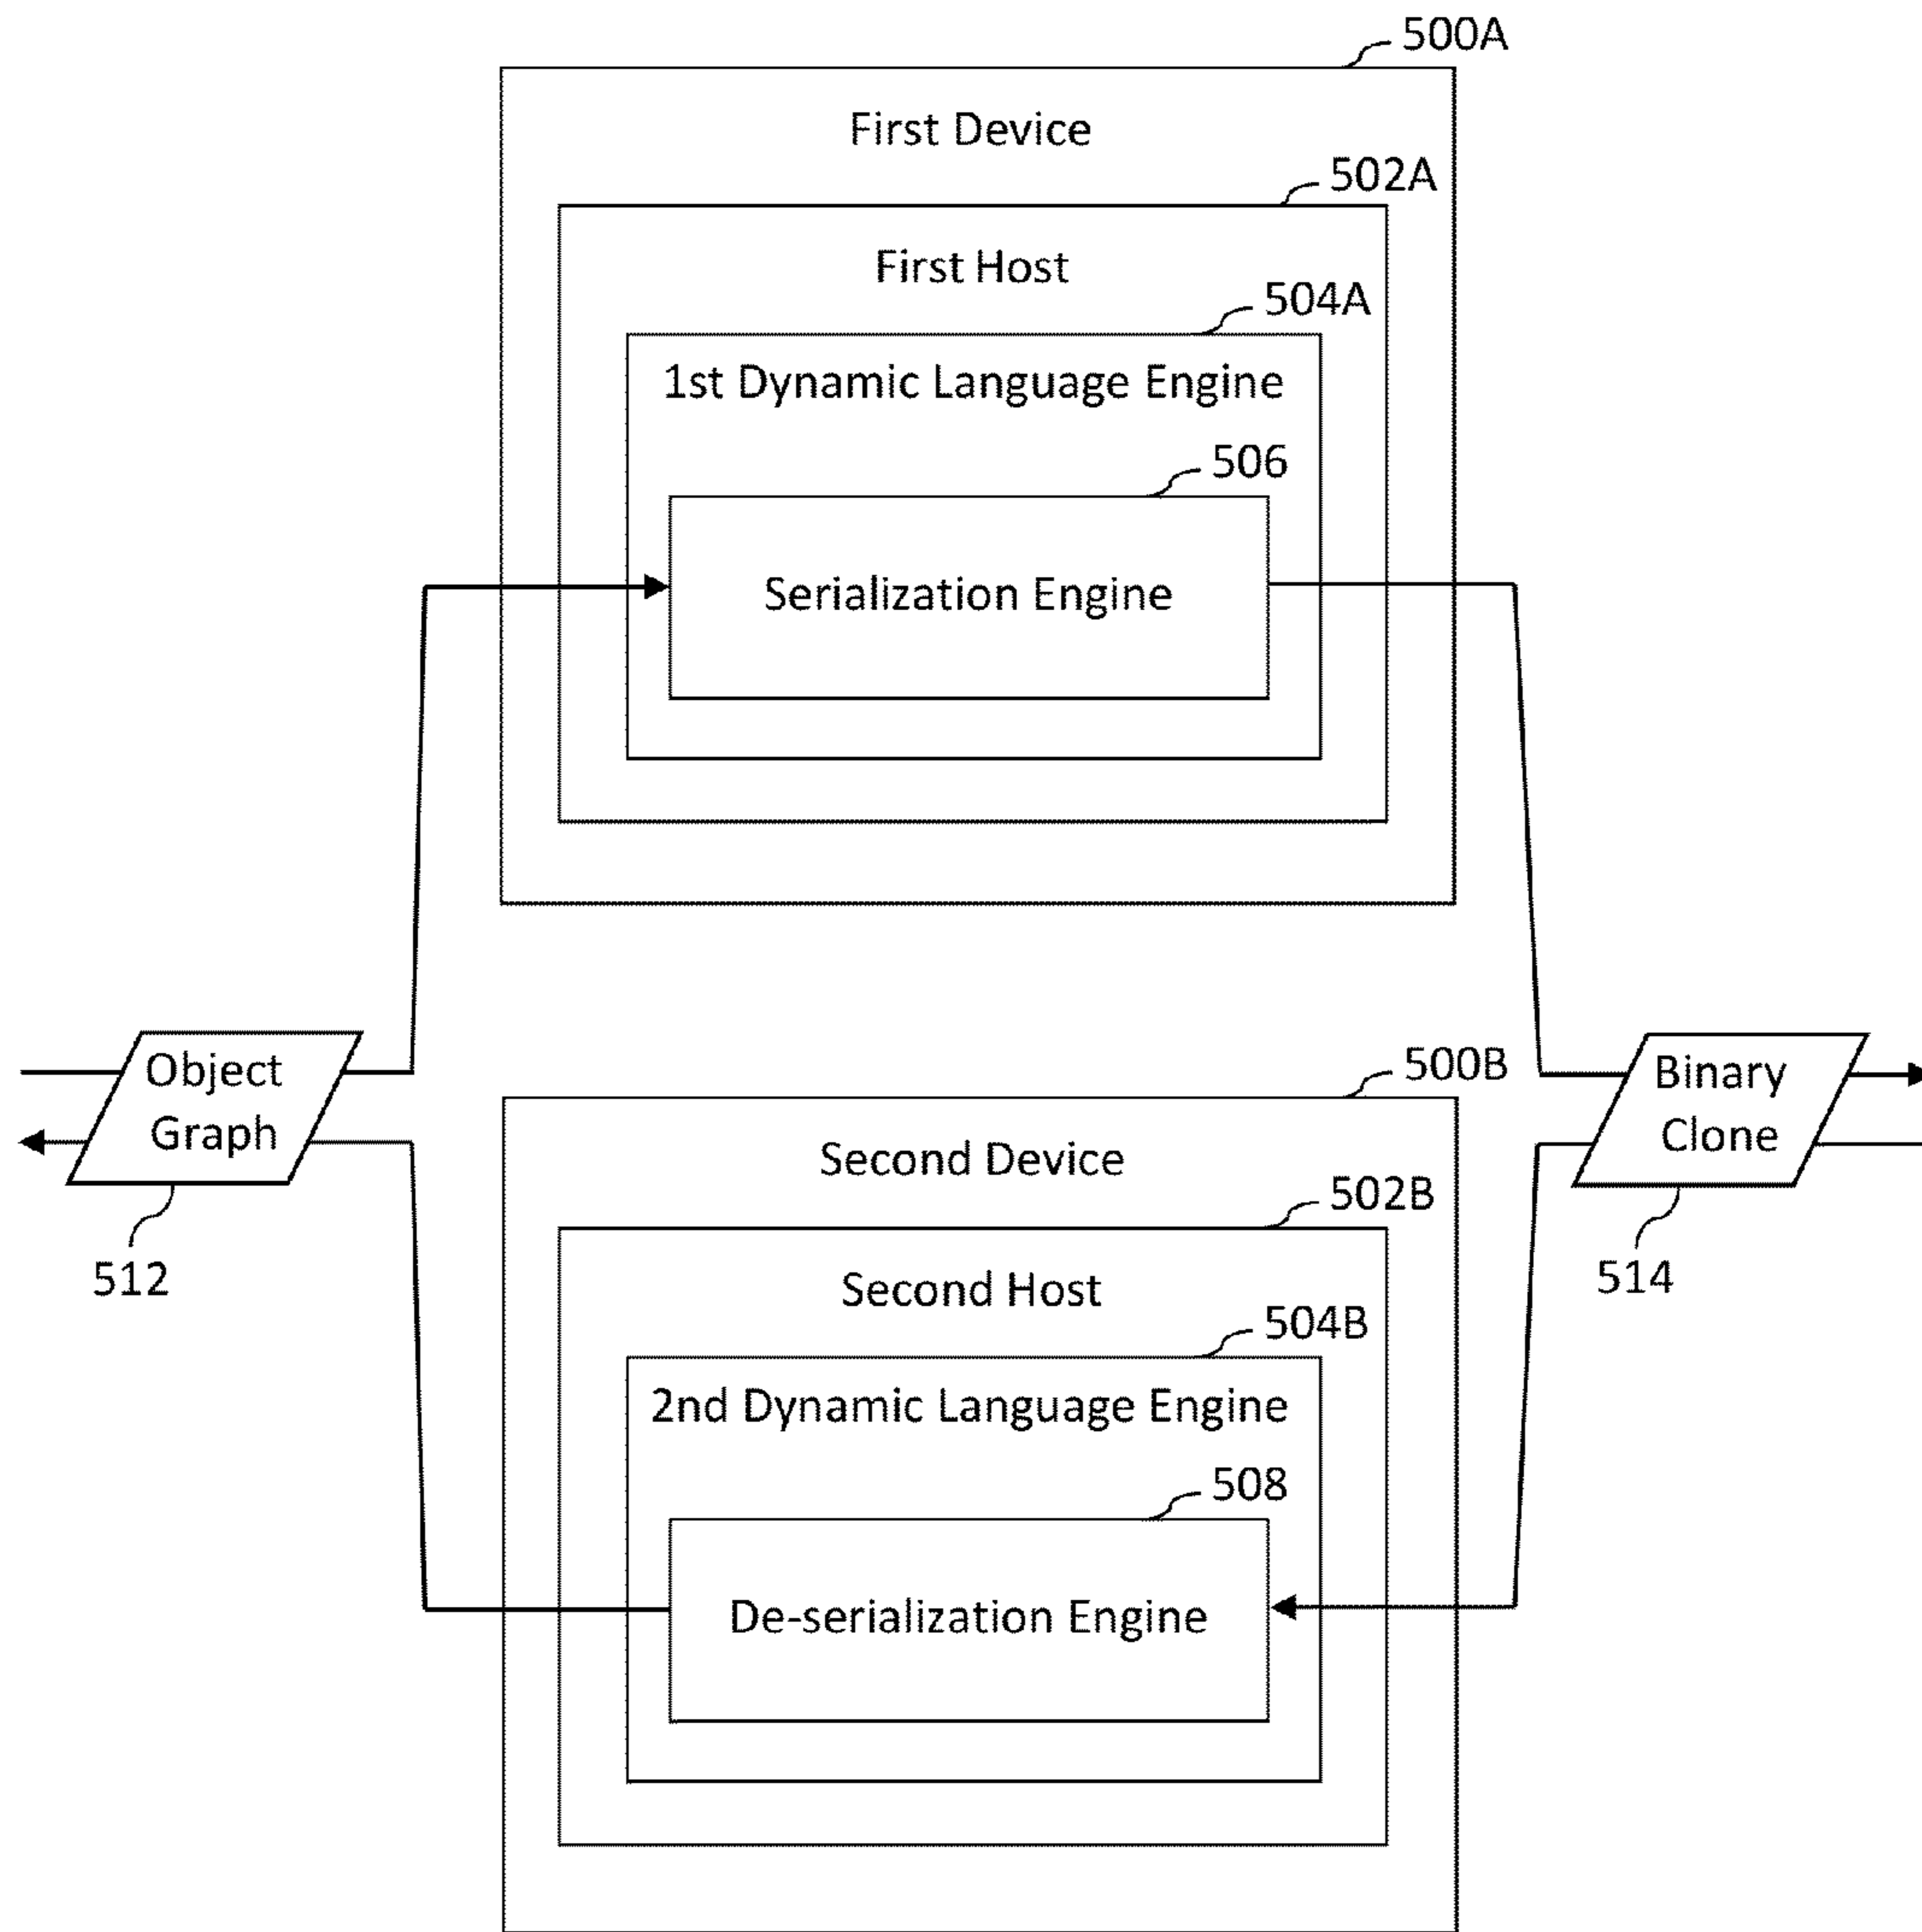 500A
First Device
502A
First Host
504A
1st Dynamic Language Engine
506
Serialization Engine
Object
Graph
512
Binary
Clone
514
500B
Second Device
502B
Second Host
504B
2nd Dynamic Language Engine
508
De-serialization Engine